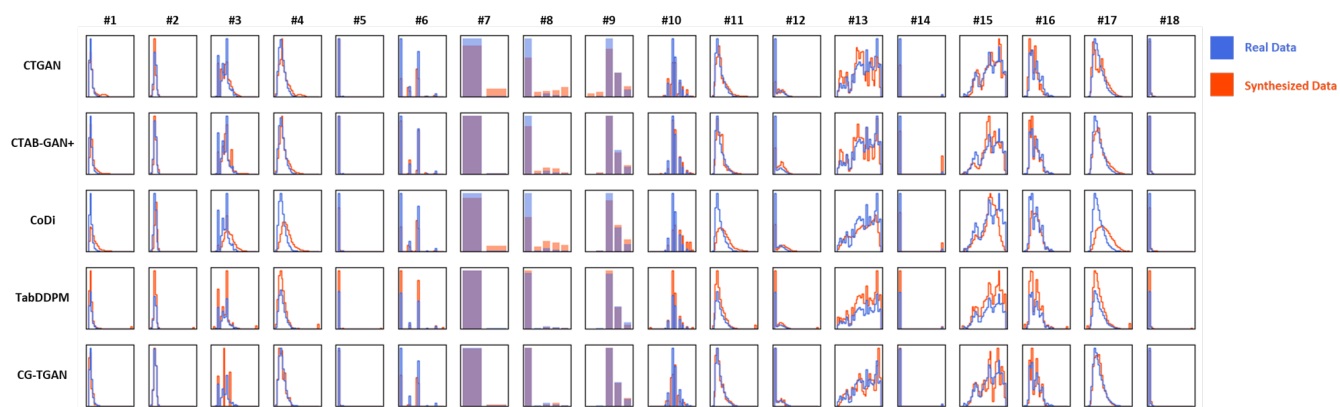 #1 #2 #3 #4 #5 #6 #7 #8 #9 #10 #11 #12 #13 #14 #15 #16 #17 #18
CTGAN
CTAB-GAN+
CoDi
TabDDPM
CG-TGAN
Real Data
Synthesized Data